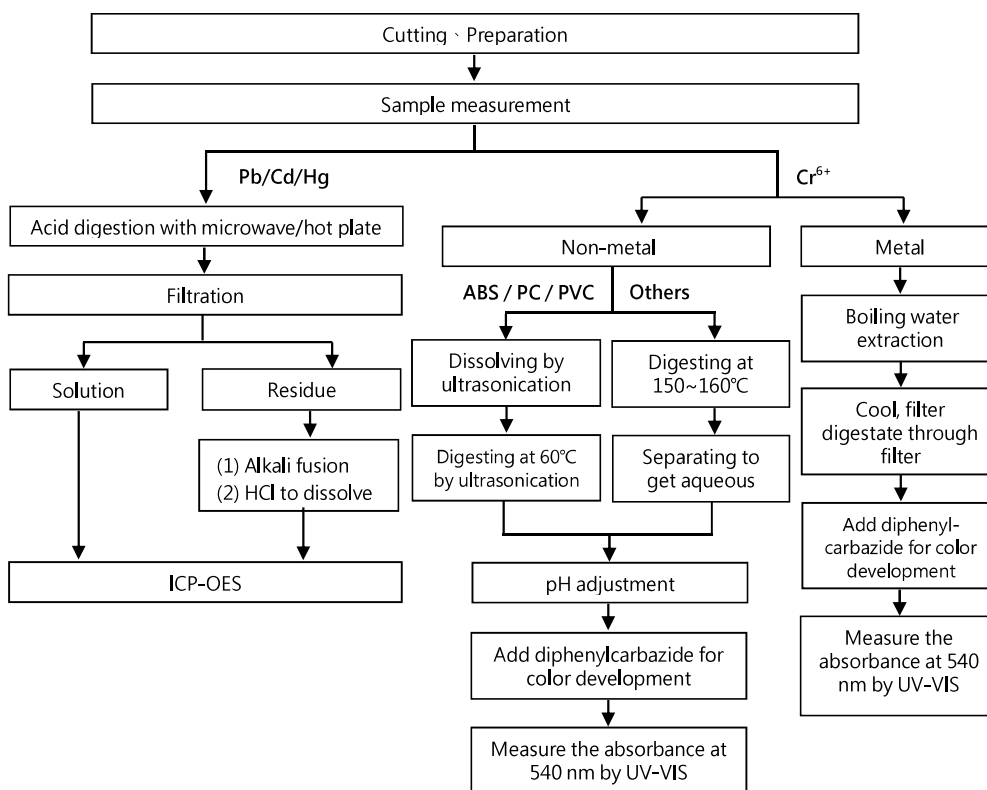 Cutting、Preparation
Sample measurement
Pb/Cd/Hg
Cr⁶⁺
Acid digestion with microwave/hot plate
Filtration
Solution
Residue
(1) Alkali fusion
(2) HCl to dissolve
ICP-OES
Non-metal
ABS / PC / PVC
Others
Dissolving by
ultrasonication
Digesting at
150~160℃
Digesting at 60℃
by ultrasonication
Separating to
get aqueous
pH adjustment
Add diphenylcarbazide for
color development
Measure the absorbance at
540 nm by UV-VIS
Metal
Boiling water
extraction
Cool, filter
digestate through
filter
Add diphenyl-
carbazide for color
development
Measure the
absorbance at 540
nm by UV-VIS